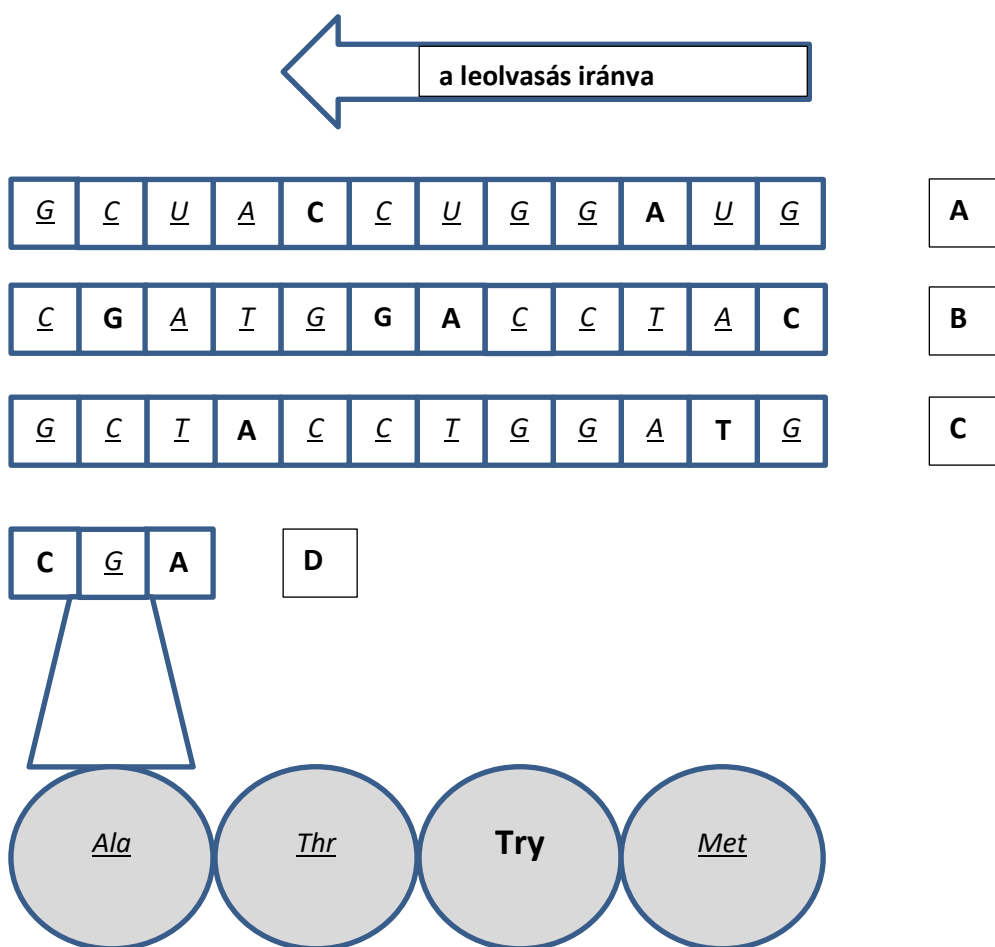 a leolvasás iránya
G C U A C C U G G A U G A
C G A T G G A C C T A C B
G C T A C C T G G A T G C
C G A D
Ala Thr Try Met